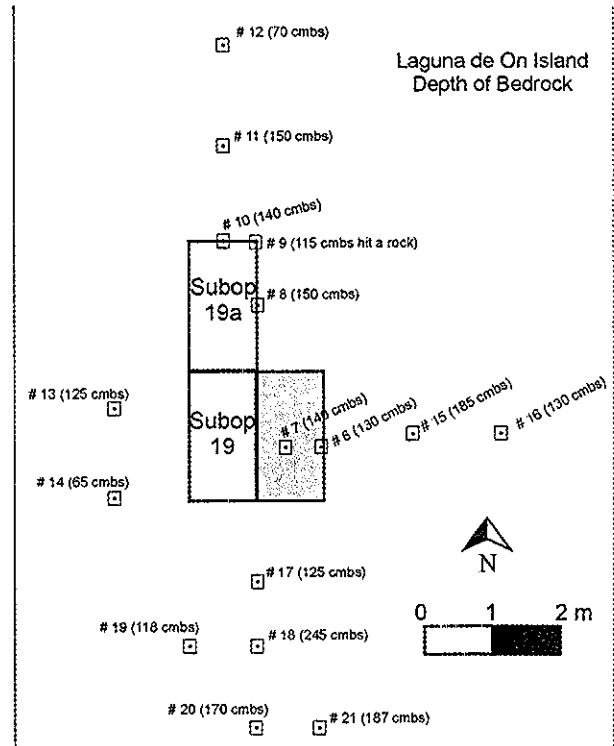 # 12 (70 cmbs)
Laguna de On Island
Depth of Bedrock
# 11 (150 cmbs)
# 10 (140 cmbs)
# 9 (115 cmbs hit a rock)
Subop
19a
# 8 (150 cmbs)
# 13 (125 cmbs)
Subop
19
# 7 (140 cmbs)
# 6 (130 cmbs)
# 15 (185 cmbs)
# 16 (130 cmbs)
# 14 (65 cmbs)
N
# 17 (125 cmbs)
0 1 2 m
# 19 (118 cmbs)
# 18 (245 cmbs)
# 20 (170 cmbs)
# 21 (187 cmbs)